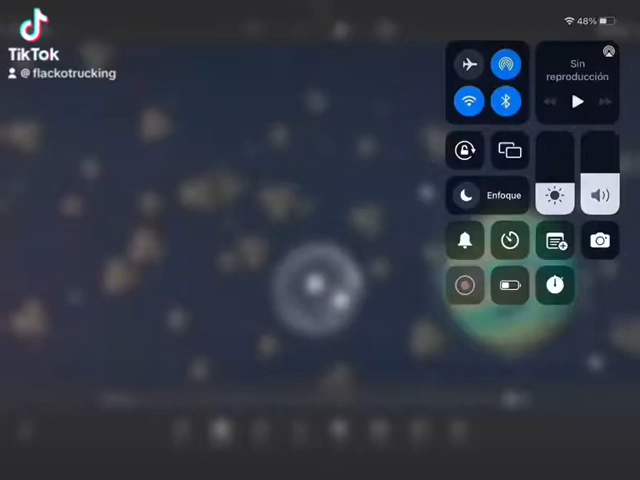 TikTok
@flackotrucking
48%
Sin
reproducción
Enfoque